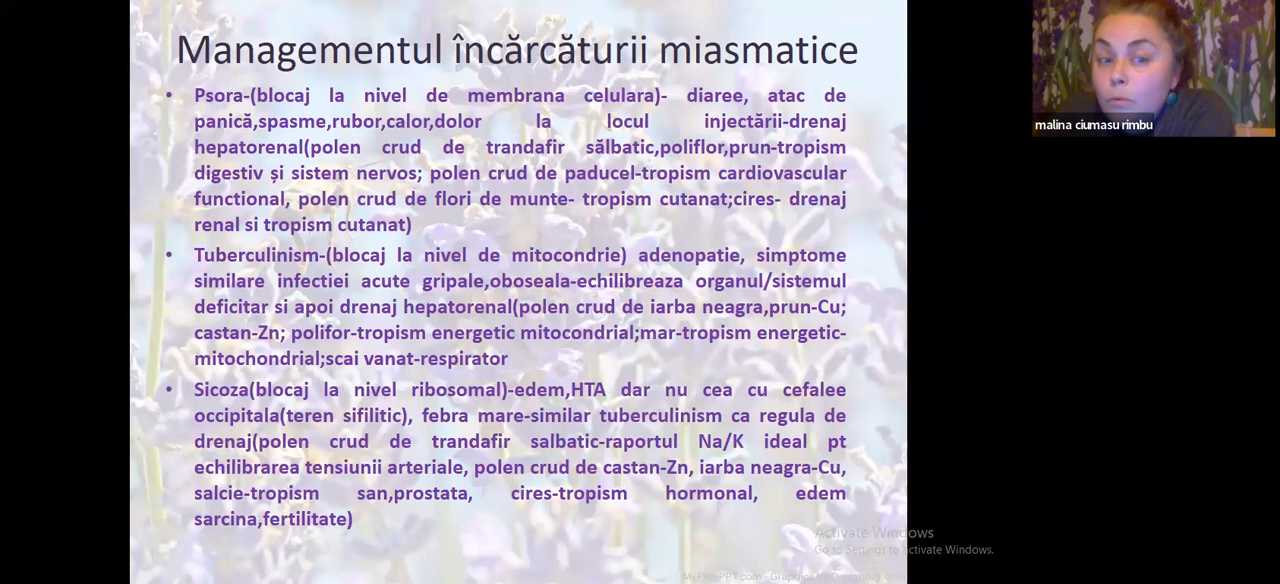 Managementul încărcăturii miasmatice
• Psora-(blocaj la nivel de membrana celulara)- diaree, atac de
panică,spasme,rubor,calor,dolor la locul injectării-drenaj
hepatorenal(polen crud de trandafir sălbatic,poliflor,prun-tropism
digestiv și sistem nervos; polen crud de paducel-tropism cardiovascular
functional, polen crud de flori de munte- tropism cutanat;cires- drenaj
renal si tropism cutanat)
• Tuberculinism-(blocaj la nivel de mitocondrie) adenopatie, simptome
similare infectiei acute gripale,oboseala-echilibreaza organul/sistemul
deficitar si apoi drenaj hepatorenal(polen crud de iarba neagra,prun-Cu;
castan-Zn; polifor-tropism energetic mitocondrial;mar-tropism energetic-
mitochondrial;scai vanat-respirator
• Sicoza(blocaj la nivel ribosomal)-edem,HTA dar nu cea cu cefalee
occipitala(teren sifilitic), febra mare-similar tuberculinism ca regula de
drenaj(polen crud de trandafir salbatic-raportul Na/K ideal pt
echilibrarea tensiunii arteriale, polen crud de castan-Zn, iarba neagra-Cu,
salcie-tropism san,prostata, cires-tropism hormonal, edem
sarcina,fertilitate)
malina ciumasu rimbu
Activate Windows
Go to Settings to activate Windows.